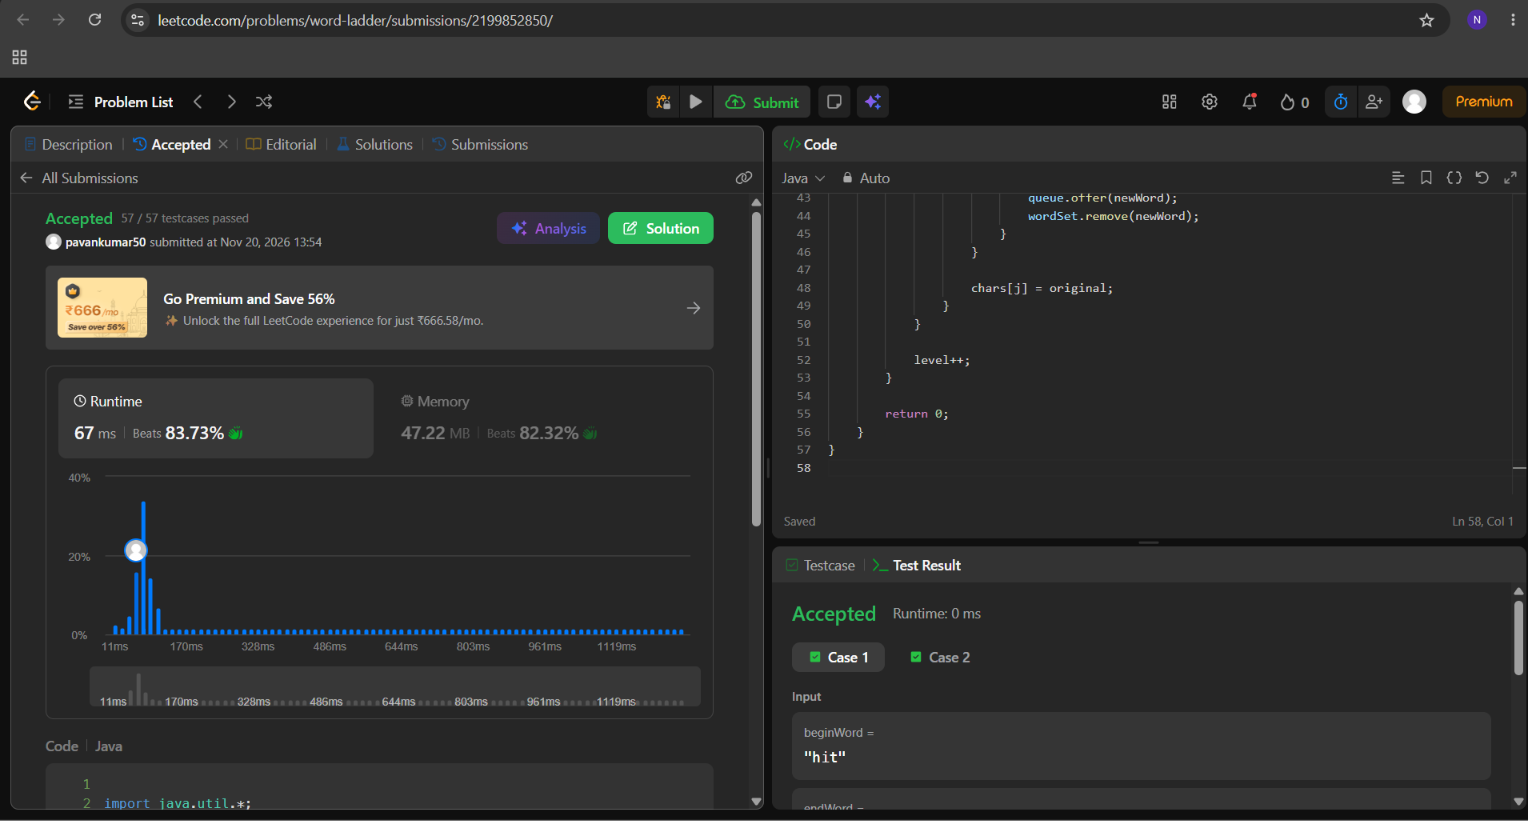 leetcode.com/problems/word-ladder/submissions/2199852850/
N
Problem List
Submit
0
Premium
Description
Accepted
Editorial
Solutions
Submissions
All Submissions
Accepted 57 / 57 testcases passed
pavankumar50 submitted at Nov 20, 2026 13:54
Analysis
Solution
₹666/mo
Save over 56%
Go Premium and Save 56%
✨ Unlock the full LeetCode experience for just ₹666.58/mo.
Runtime
67 ms | Beats 83.73%
Memory
47.22 MB | Beats 82.32%
40%
20%
0%
11ms 170ms 328ms 486ms 644ms 803ms 961ms 1119ms
11ms 170ms 328ms 486ms 644ms 803ms 961ms 1119ms
Code | Java
1
2 import java.util.*;
</> Code
Java Auto
43 queue.offer(newWord);
44 wordSet.remove(newWord);
45 }
46 }
47
48 chars[j] = original;
49 }
50 }
51
52 level++;
53 }
54
55 return 0;
56 }
57 }
58
Saved
Ln 58, Col 1
Testcase
>_ Test Result
Accepted Runtime: 0 ms
Case 1
Case 2
Input
beginWord =
"hit"
endWord =